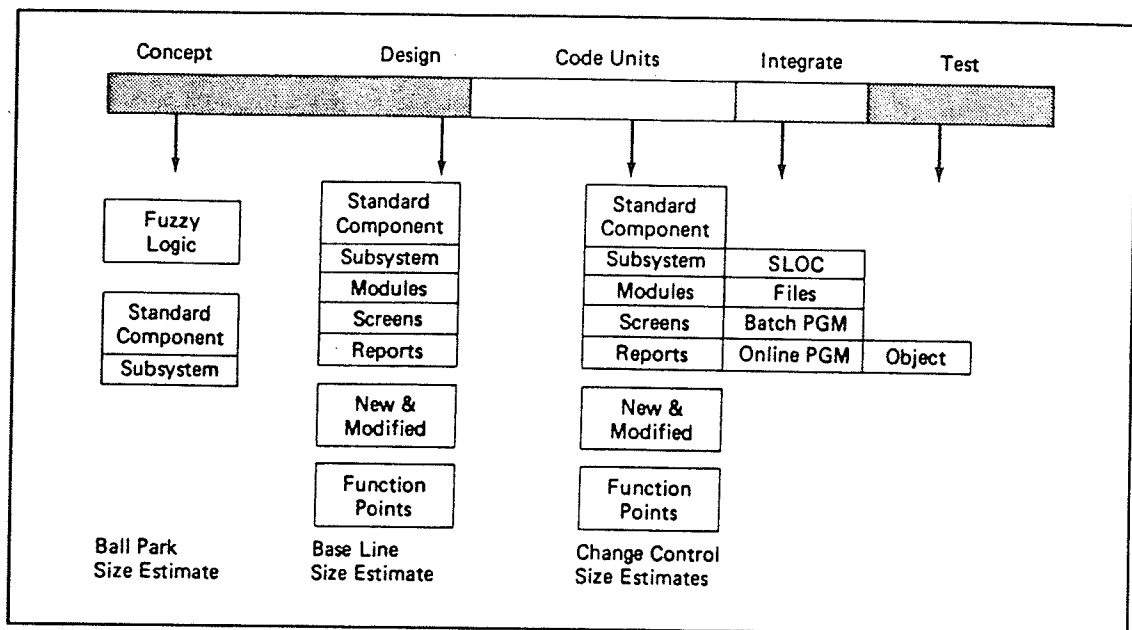 Concept
Design
Code Units
Integrate
Test
Fuzzy
Logic
Standard
Component
Subsystem
Ball Park
Size Estimate
Standard
Component
Subsystem
Modules
Screens
Reports
New &
Modified
Function
Points
Base Line
Size Estimate
Standard
Component
Subsystem
Modules
Screens
Reports
SLOC
Files
Batch PGM
Online PGM
Object
New &
Modified
Function
Points
Change Control
Size Estimates